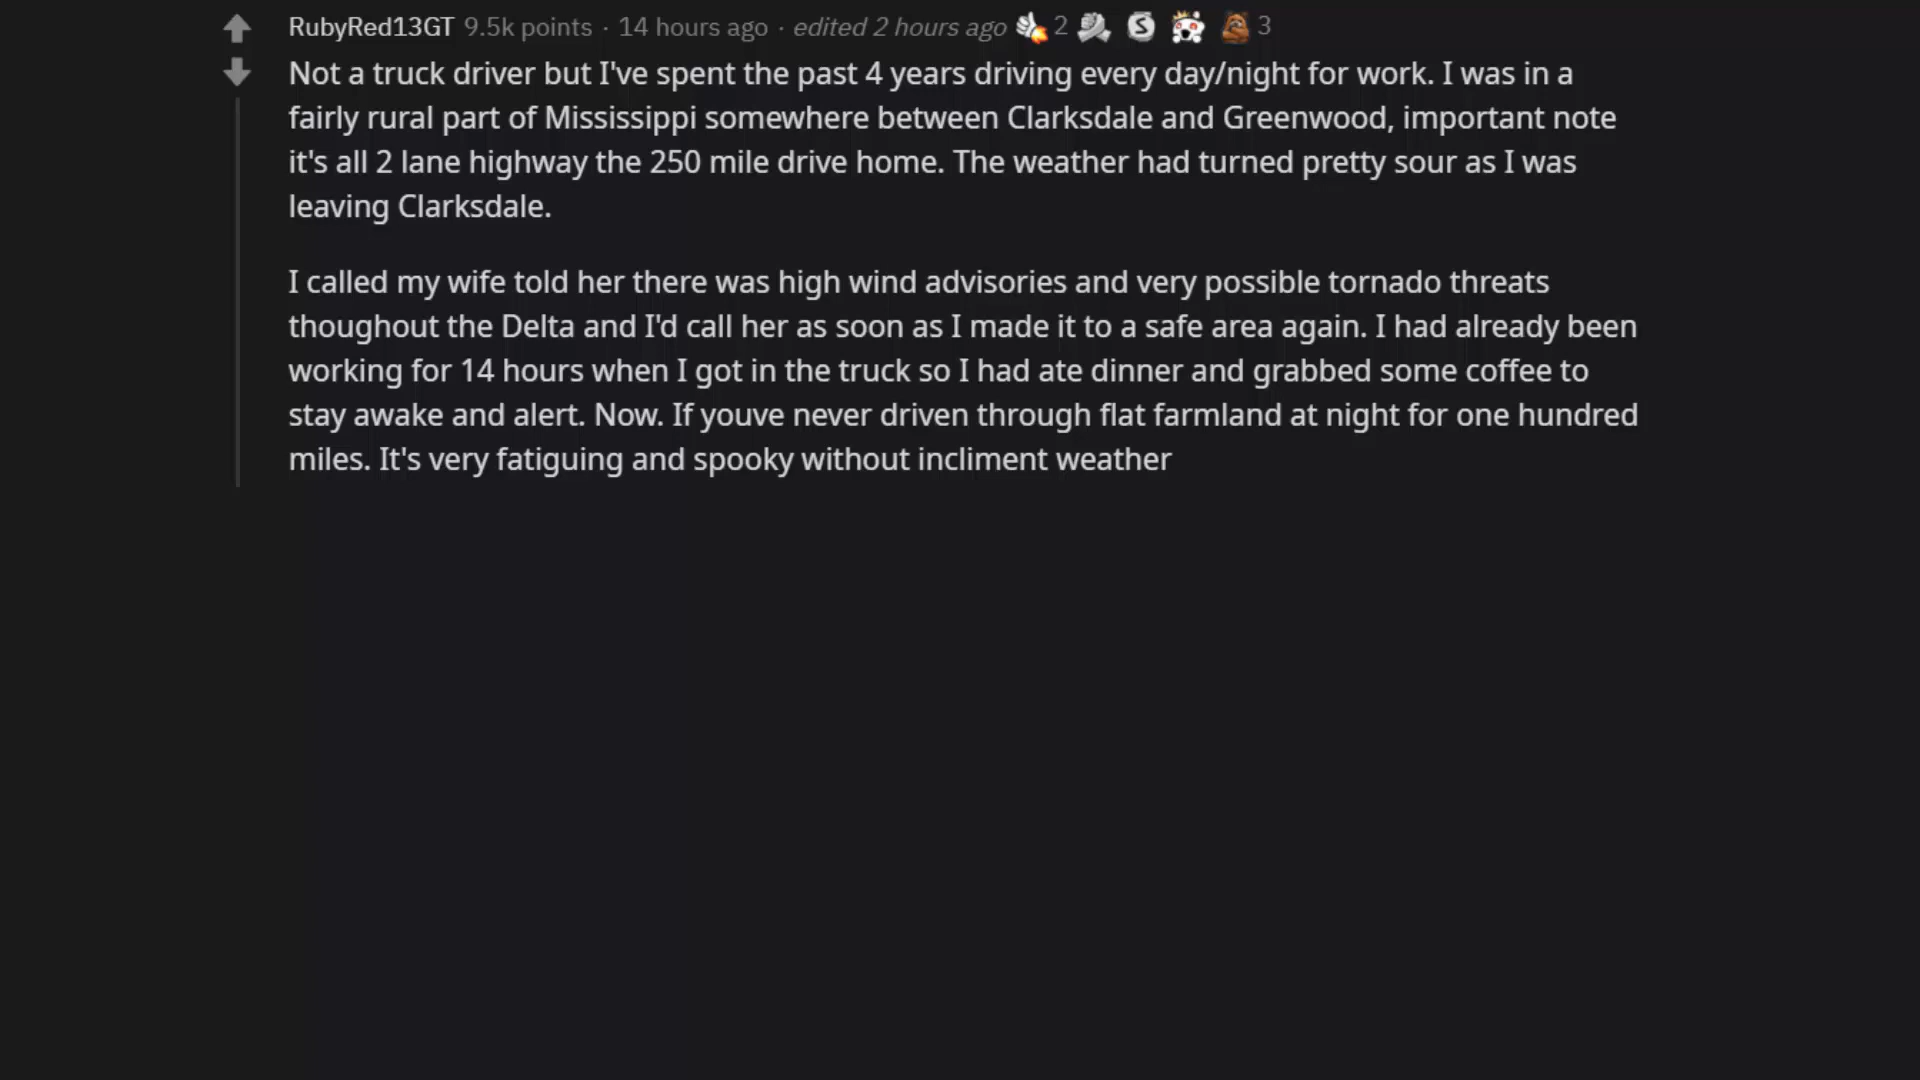 RubyRed13GT 9.5k points · 14 hours ago · edited 2 hours ago 2 S 3
Not a truck driver but I've spent the past 4 years driving every day/night for work. I was in a
fairly rural part of Mississippi somewhere between Clarksdale and Greenwood, important note
it's all 2 lane highway the 250 mile drive home. The weather had turned pretty sour as I was
leaving Clarksdale.
I called my wife told her there was high wind advisories and very possible tornado threats
thoughout the Delta and I'd call her as soon as I made it to a safe area again. I had already been
working for 14 hours when I got in the truck so I had ate dinner and grabbed some coffee to
stay awake and alert. Now. If youve never driven through flat farmland at night for one hundred
miles. It's very fatiguing and spooky without incliment weather